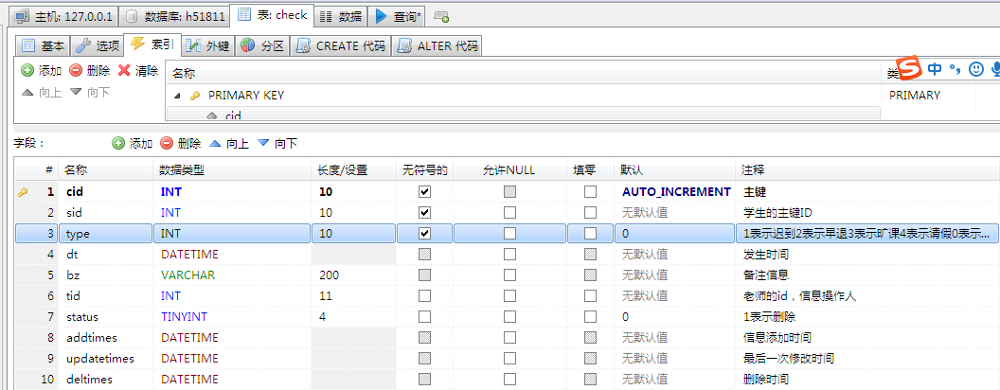 主机: 127.0.0.1 数据库: h51811 表: check 数据 查询*
基本 选项 索引 外键 分区 CREATE 代码 ALTER 代码
添加 删除 清除 名称
中
向上 向下 PRIMARY KEY PRIMARY
cid
字段： 添加 删除 向上 向下
# 名称 数据类型 长度/设置 无符号的 允许NULL 填零 默认 注释
1 cid INT 10 AUTO_INCREMENT 主键
2 sid INT 10 无默认值 学生的主键ID
3 type INT 10 0 1表示迟到2表示早退3表示旷课4表示请假0表示...
4 dt DATETIME 无默认值 发生时间
5 bz VARCHAR 200 无默认值 备注信息
6 tid INT 11 无默认值 老师的id，信息操作人
7 status TINYINT 4 0 1表示删除
8 addtimes DATETIME 无默认值 信息添加时间
9 updatetimes DATETIME 无默认值 最后一次修改时间
10 deltimes DATETIME 无默认值 删除时间